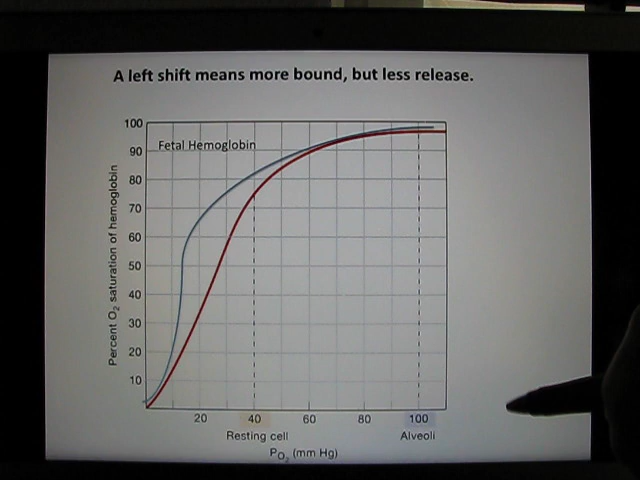 A left shift means more bound, but less release.
100
Fetal Hemoglobin
90
80
70
60
50
40
30
20
10
Percent O₂ saturation of hemoglobin
20 40 60 80 100
Resting cell Alveoli
PO₂ (mm Hg)